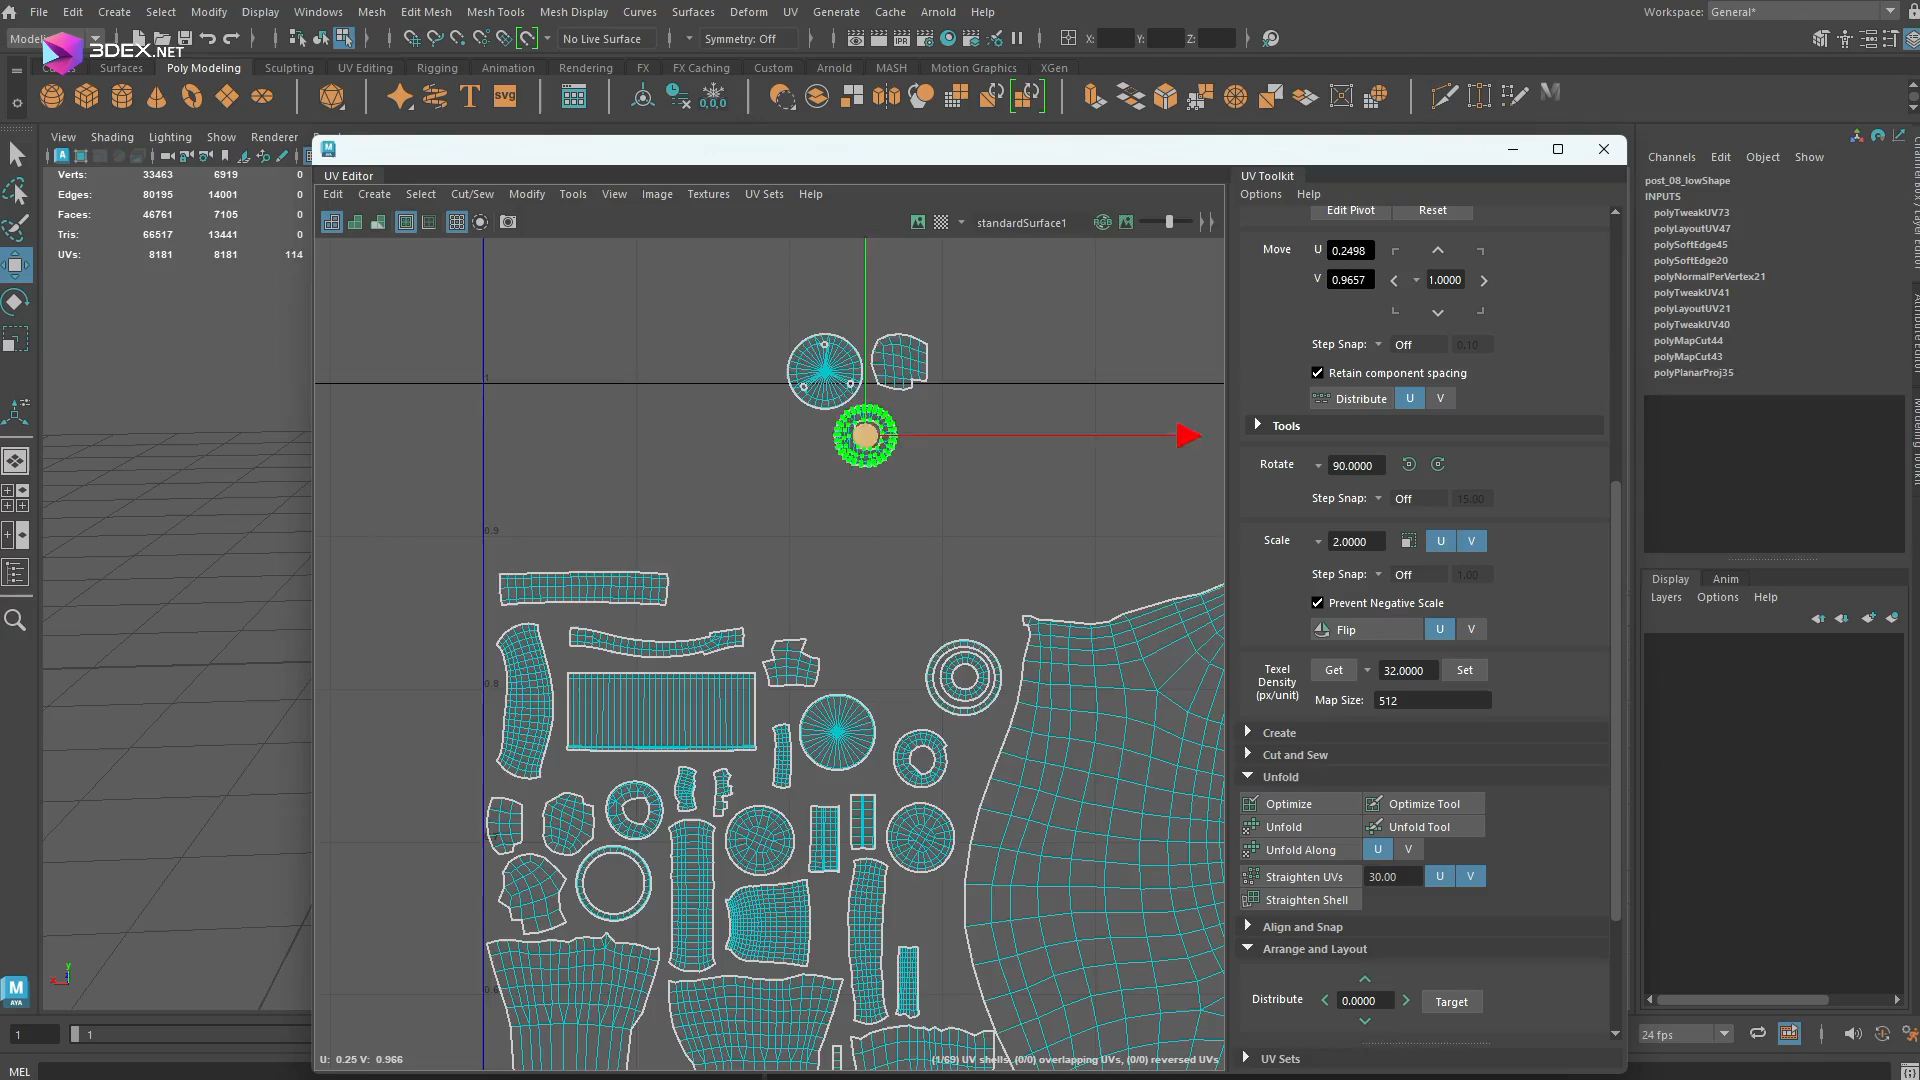 File Edit Create Select Modify Display Windows Mesh Edit Mesh Mesh Tools Mesh Display Curves Surfaces Deform UV Generate Cache Arnold Help
Workspace: General*
3DEX.NET
No Live Surface
Symmetry: Off
X: Y: Z:
Surfaces Poly Modeling Sculpting UV Editing Rigging Animation Rendering FX FX Caching Custom Arnold MASH Motion Graphics XGen
svg
0,0,0
View Shading Lighting Show Renderer
Verts: 33463 6919 0
Edges: 80195 14001 0
Faces: 46761 7105 0
Tris: 66517 13441 0
UVs: 8181 8181 114
UV Editor
Edit Create Select Cut/Sew Modify Tools View Image Textures UV Sets Help
standardSurface1
1
0.9
0.8
U: 0.25 V: 0.966
(1/69) UV shells, (0/0) overlapping UVs, (0/0) reversed UVs
UV Toolkit
Options Help
Edit Pivot Reset
Move U 0.2498
V 0.9657 1.0000
Step Snap: Off 0.10
Retain component spacing
Distribute U V
Tools
Rotate 90.0000
Step Snap: Off 15.00
Scale 2.0000 U V
Step Snap: Off 1.00
Prevent Negative Scale
Flip U V
Texel Density (px/unit) Get 32.0000 Set
Map Size: 512
Create
Cut and Sew
Unfold
Optimize Optimize Tool
Unfold Unfold Tool
Unfold Along U V
Straighten UVs 30.00 U V
Straighten Shell
Align and Snap
Arrange and Layout
Distribute 0.0000 Target
UV Sets
Channels Edit Object Show
post_08_lowShape
INPUTS
polyTweakUV73
polyLayoutUV47
polySoftEdge45
polySoftEdge20
polyNormalPerVertex21
polyTweakUV41
polyLayoutUV21
polyTweakUV40
polyMapCut44
polyMapCut43
polyPlanarProj35
Display Anim
Layers Options Help
1 1
24 fps
MEL